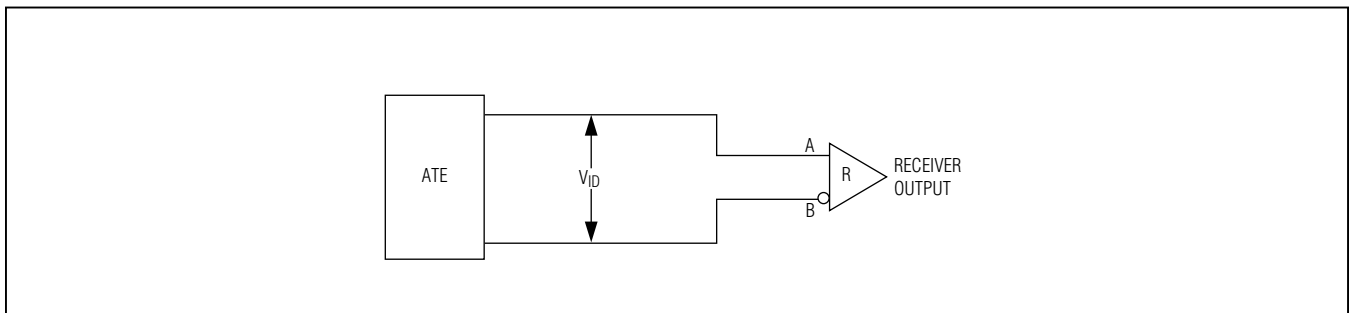 ATE
VID
A
B
R
RECEIVER
OUTPUT